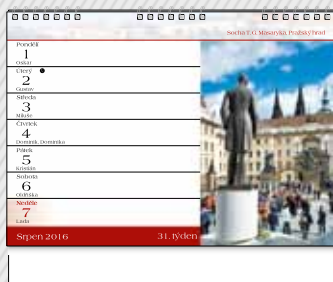 Socha T. G. Masaryka, Pražský hrad
Pondělí
1
Oskar
Úterý
2
Gustav
Středa
3
Miluše
Čtvrtek
4
Dominik, Dominika
Pátek
5
Kristián
Sobota
6
Oldřiška
Neděle
7
Lada
Srpen 2016 31. týden